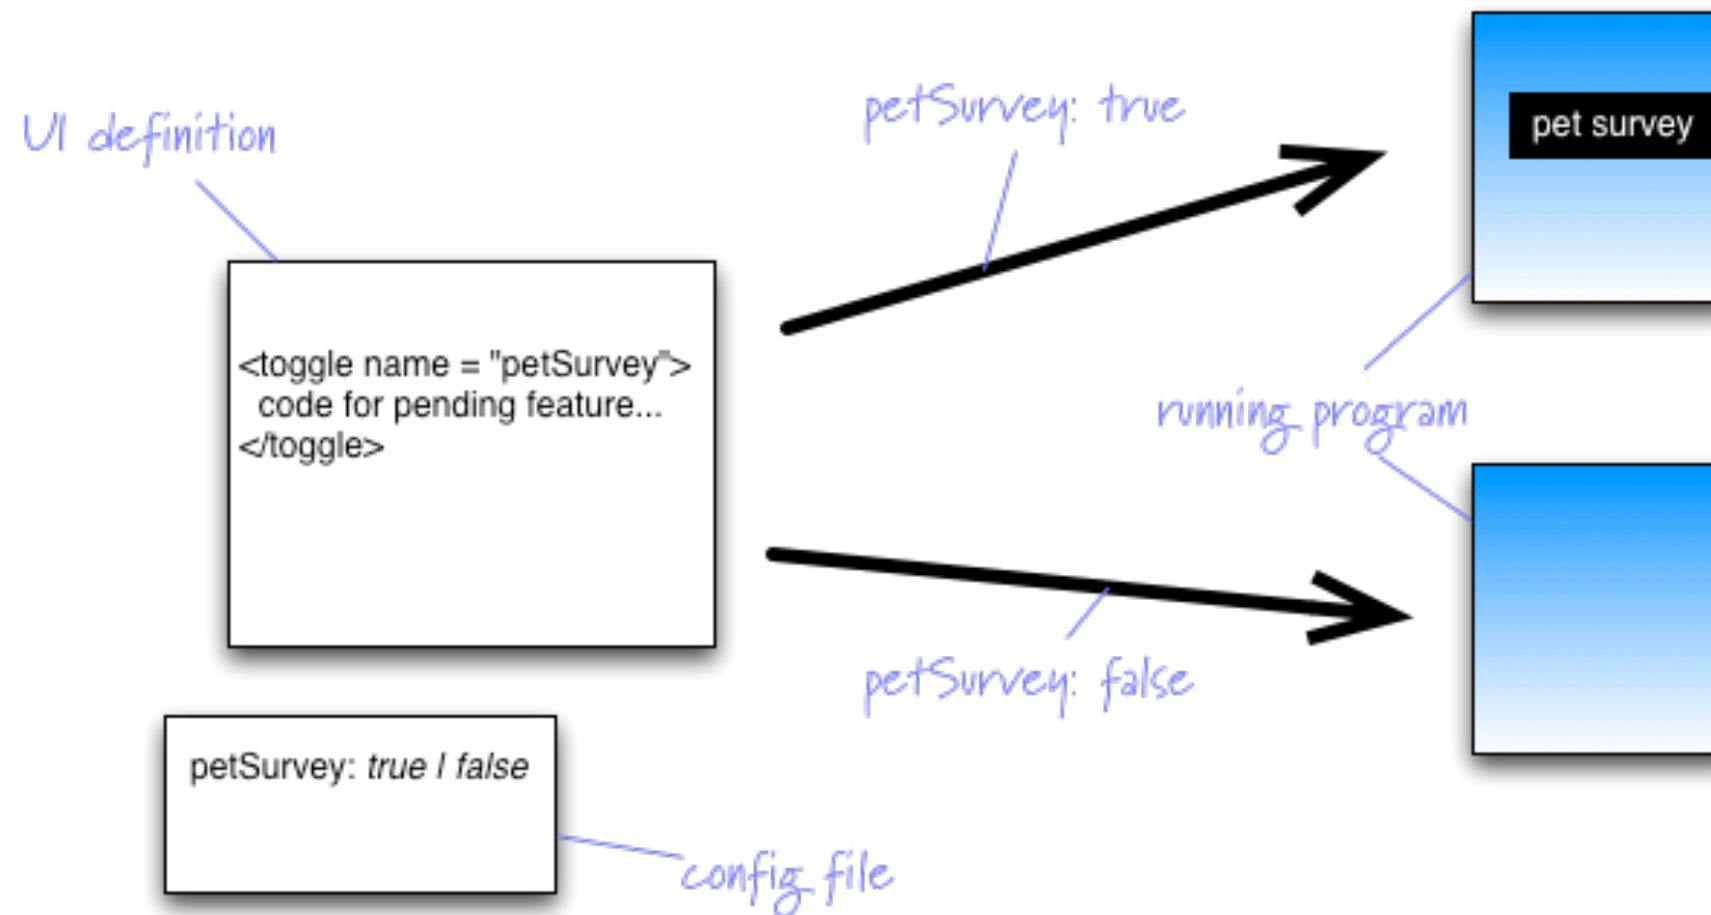 UI definition
petSurvey: true
pet survey
<toggle name = "petSurvey">
code for pending feature...
</toggle>
running program
petSurvey: false
petSurvey: true | false
config file